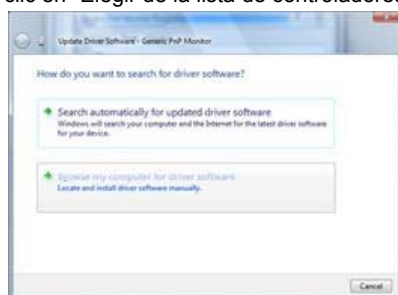 clic en "Elegir de la lista de controladores
Update Driver Software - Generic PnP Monitor
How do you want to search for driver software?
Search automatically for updated driver software
Windows will search your computer and the Internet for the latest driver software
for your device.
Browse my computer for driver software
Locate and install driver software manually.
Cancel